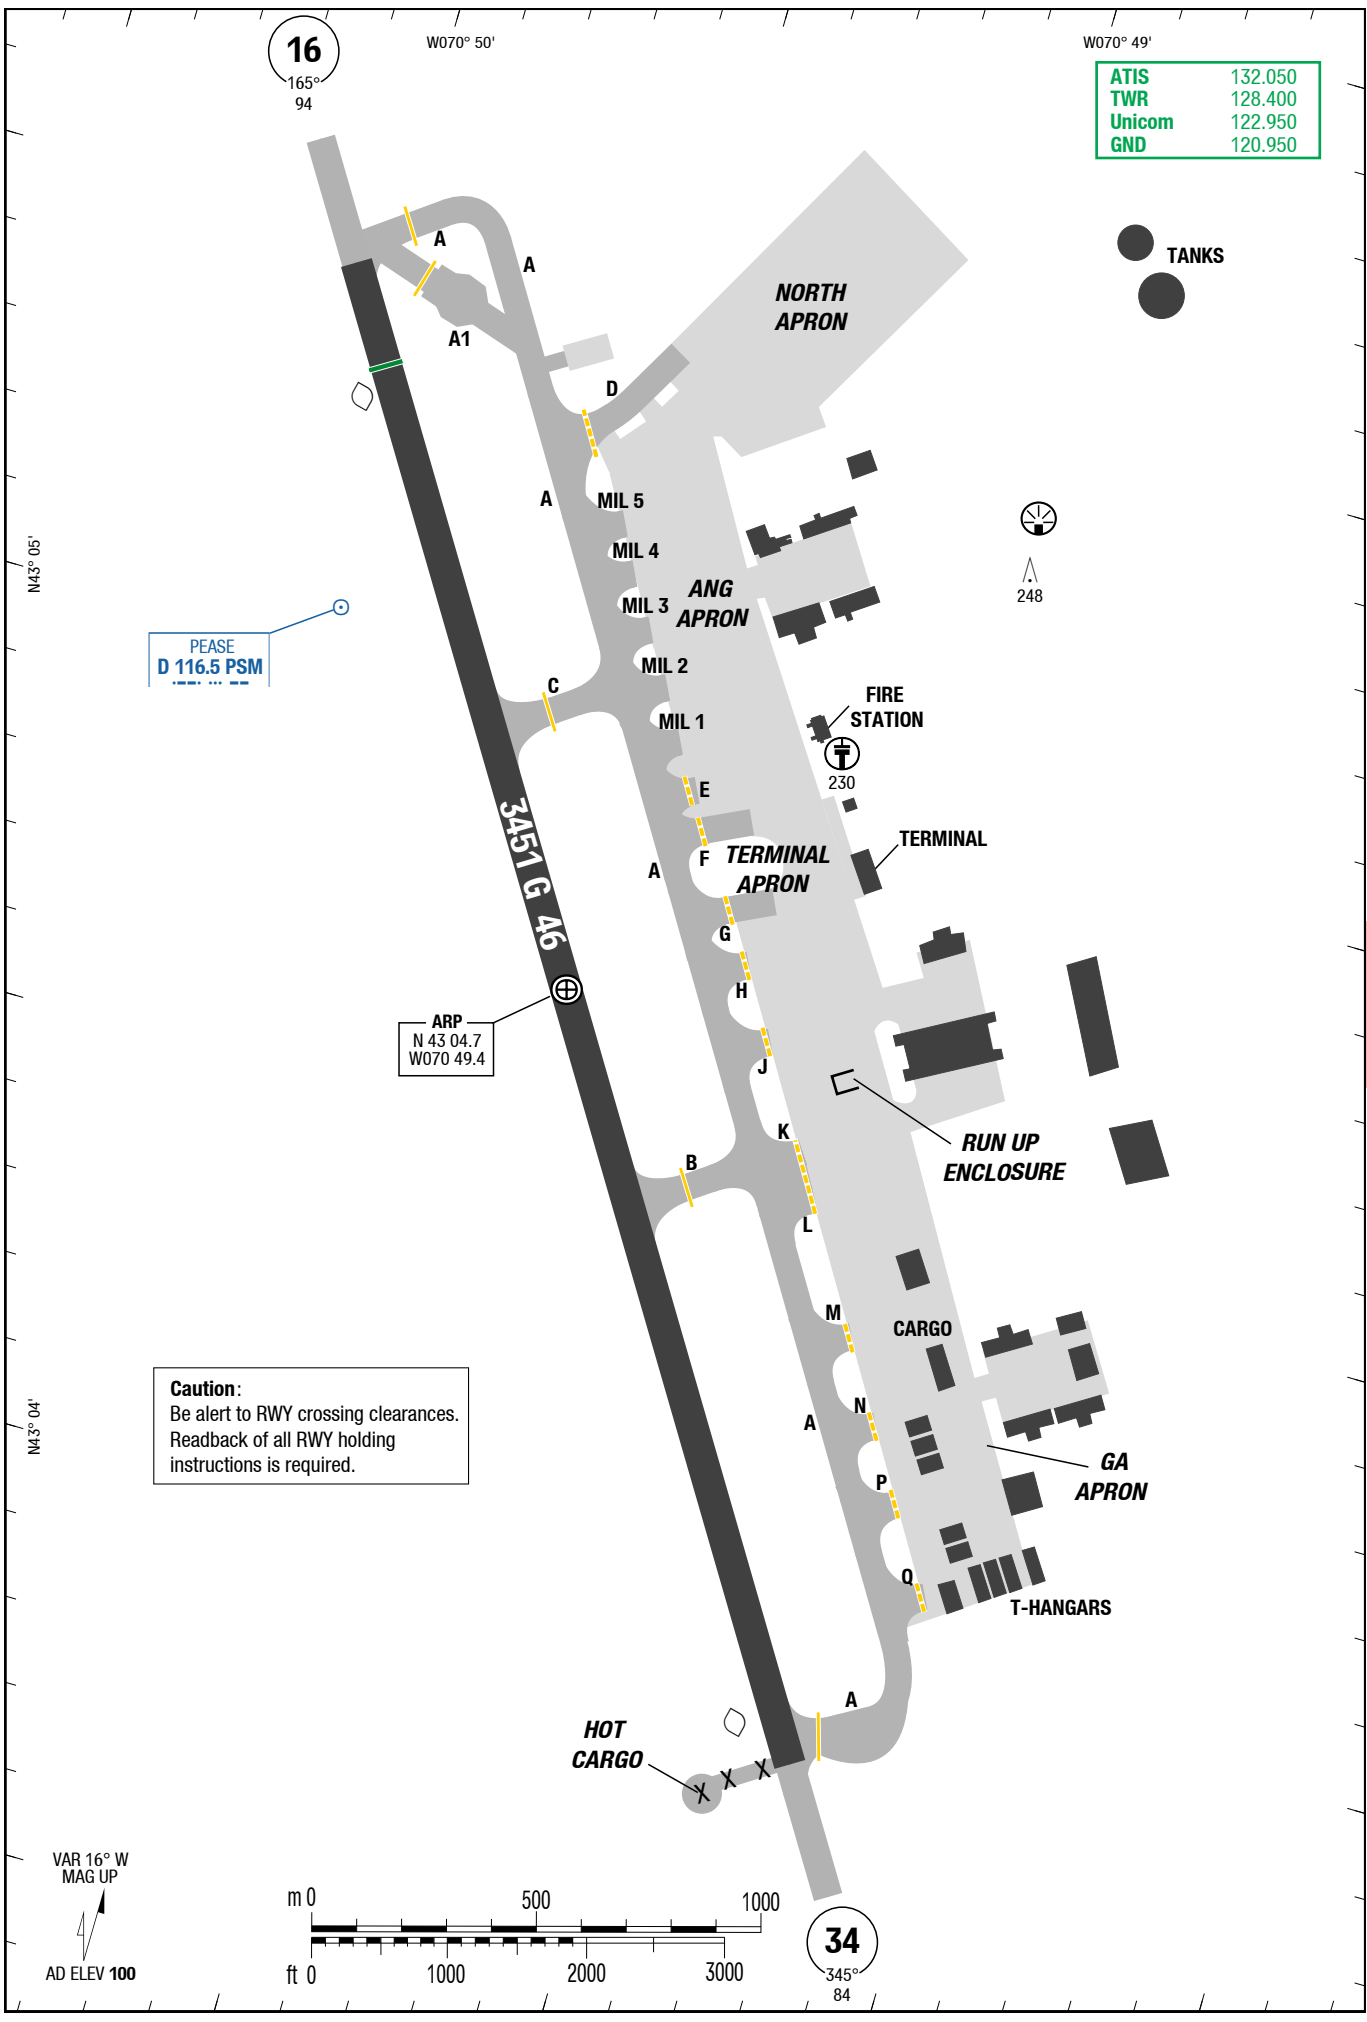 16
165°
94
W070° 50'
W070° 49'
ATIS 132.050
TWR 128.400
Unicom 122.950
GND 120.950
A
A
A1
TANKS
NORTH
APRON
D
A
MIL 5
MIL 4
MIL 3
MIL 2
MIL 1
ANG
APRON
N43° 05'
248
PEASE
D 116.5 PSM
C
FIRE
STATION
230
E
F
TERMINAL
APRON
TERMINAL
A
3451 G 46
G
H
ARP
N 43 04.7
W070 49.4
J
K
RUN UP
ENCLOSURE
B
L
M
CARGO
Caution:
Be alert to RWY crossing clearances.
Readback of all RWY holding
instructions is required.
N43° 04'
A
N
P
GA
APRON
Q
T-HANGARS
A
HOT
CARGO
X X X
VAR 16° W
MAG UP
AD ELEV 100
m 0 500 1000
ft 0 1000 2000 3000
34
345°
84